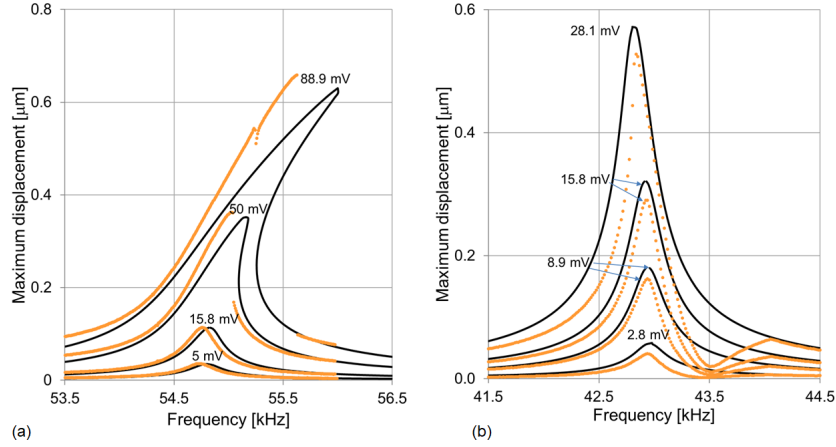 0.8
0.6
0.4
0.2
0
53.5
54.5
55.5
56.5
Maximum displacement [µm]
Frequency [kHz]
88.9 mV
50 mV
15.8 mV
5 mV
(a)
0.6
0.4
0.2
0.0
41.5
42.5
43.5
44.5
Maximum displacement [µm]
Frequency [kHz]
28.1 mV
15.8 mV
8.9 mV
2.8 mV
(b)